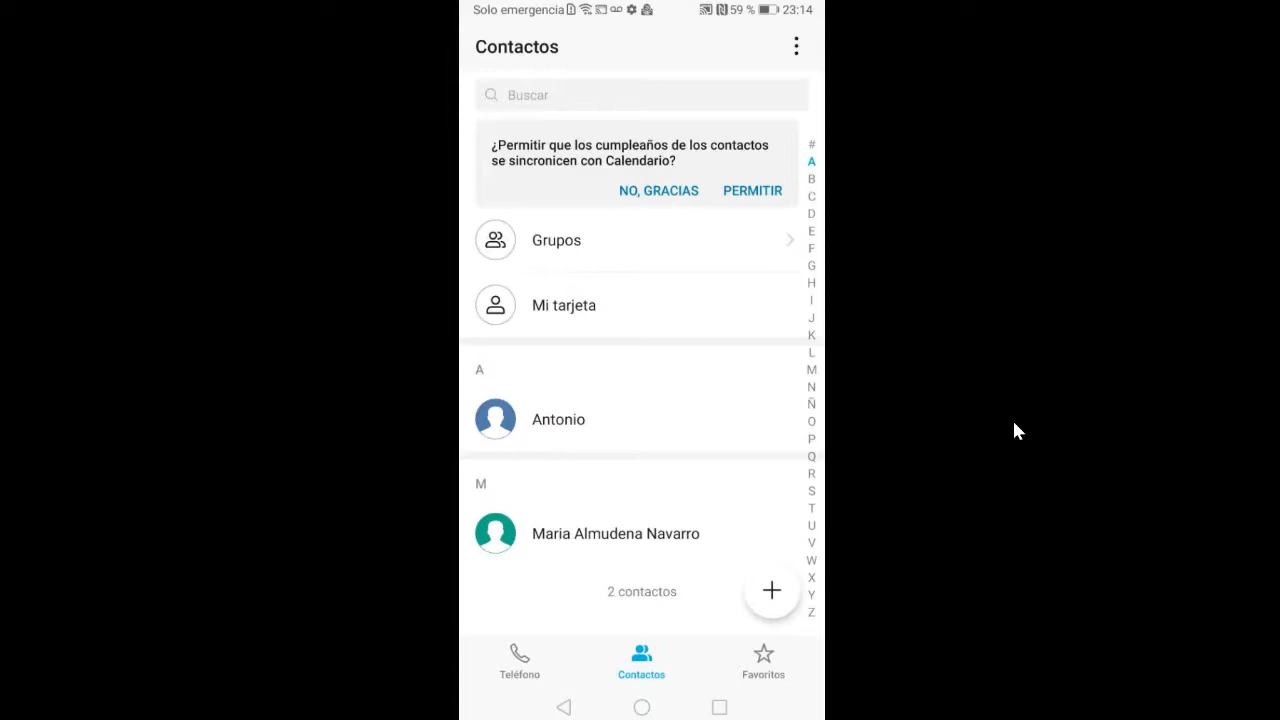 Solo emergencia 59 % 23:14
Contactos
Buscar
¿Permitir que los cumpleaños de los contactos
se sincronicen con Calendario?
NO, GRACIAS PERMITIR
Grupos
Mi tarjeta
A
Antonio
M
Maria Almudena Navarro
2 contactos
#
A
B
C
D
E
F
G
H
I
J
K
L
M
N
Ñ
O
P
Q
R
S
T
U
V
W
X
Y
Z
Teléfono Contactos Favoritos